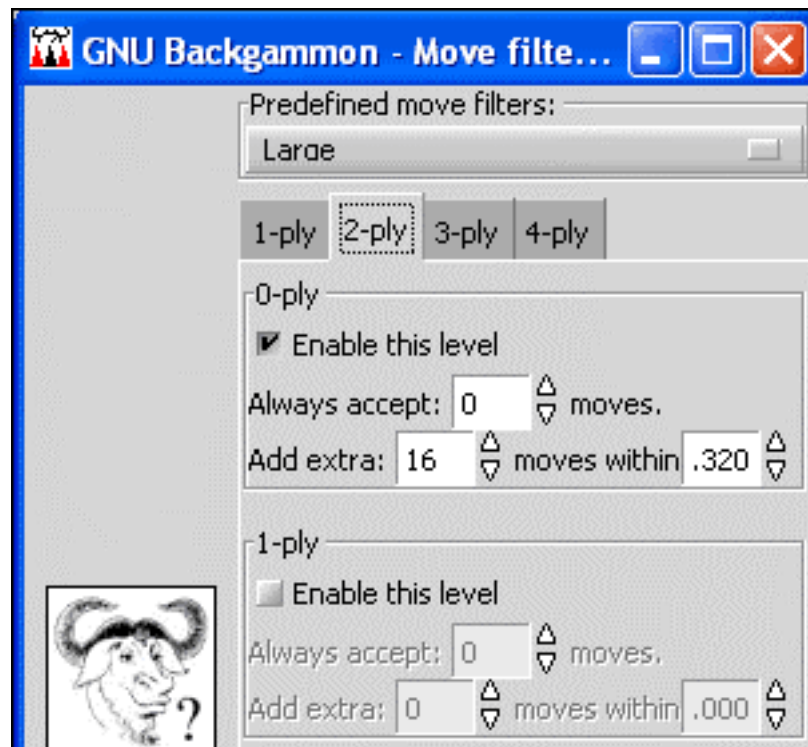 GNU Backgammon - Move filte...
Predefined move filters:
Large
1-ply 2-ply 3-ply 4-ply
0-ply
Enable this level
Always accept: 0 moves.
Add extra: 16 moves within .320
1-ply
Enable this level
Always accept: 0 moves.
Add extra: 0 moves within .000
?